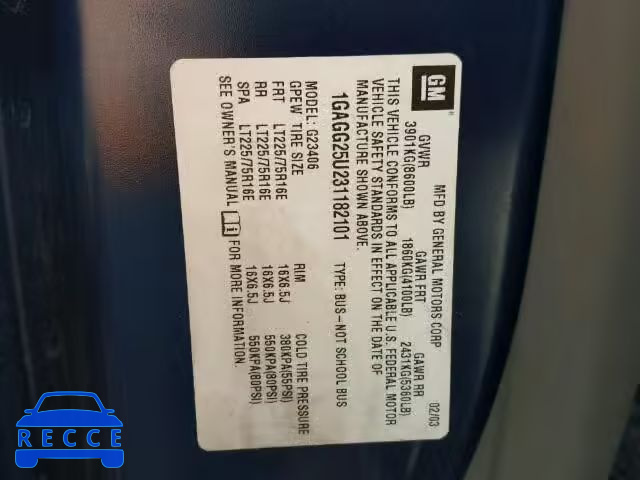 GM
®
MFD BY GENERAL MOTORS CORP 02/03
GVWR GAWR FRT GAWR RR
3901KG(8600LB) 1860KG(4100LB) 2431KG(5360LB)
THIS VEHICLE CONFORMS TO ALL APPLICABLE U.S. FEDERAL MOTOR
VEHICLE SAFETY STANDARDS IN EFFECT ON THE DATE OF
MANUFACTURE SHOWN ABOVE.
1GAGG25U231182101 TYPE: BUS-NOT SCHOOL BUS
MODEL: G23406
GPEW TIRE SIZE RIM COLD TIRE PRESSURE
FRT LT225/75R16E 16X6.5J 380KPA(55PSI)
RR LT225/75R16E 16X6.5J 550KPA(80PSI)
SPA LT225/75R16E 16X6.5J 550KPA(80PSI)
SEE OWNER'S MANUAL FOR MORE INFORMATION.
RECCE